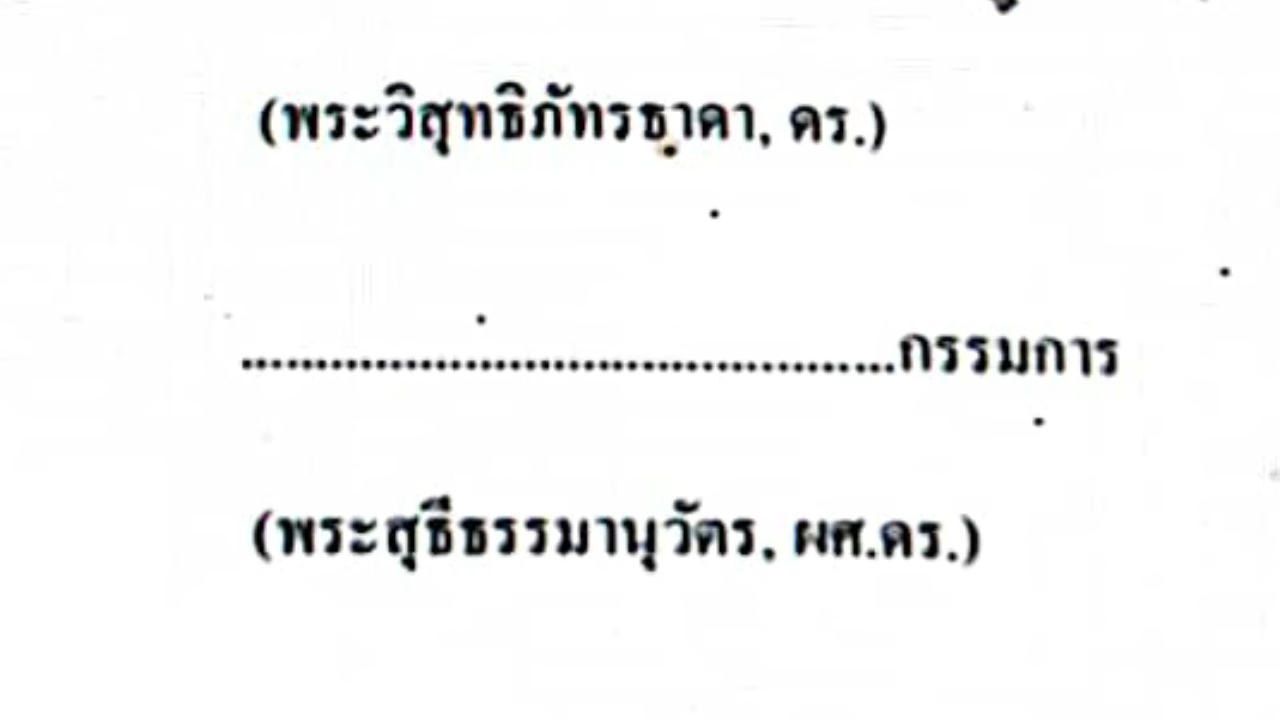 (พระวิสุทธิภัทรธาดา, ดร.)
............................................กรรมการ
(พระสุธีธรรมานุวัตร, ผศ.ดร.)